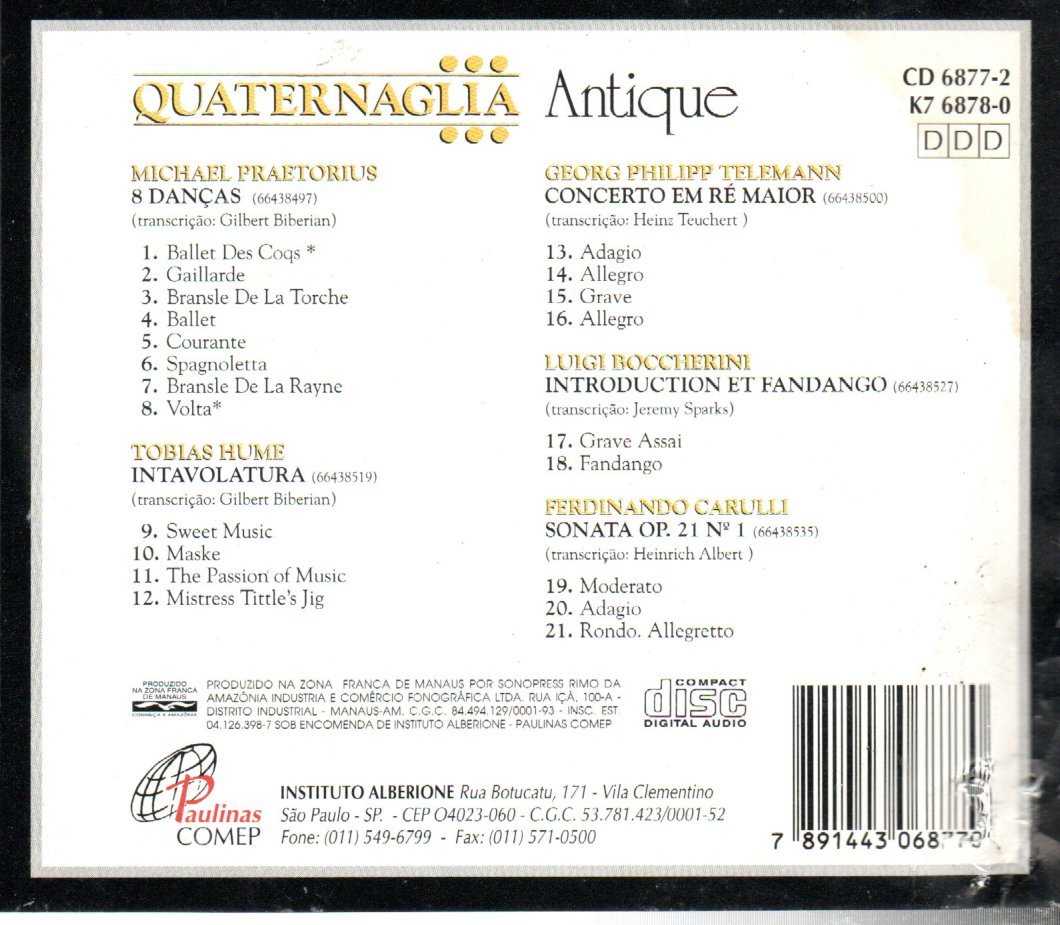 QUATERNAGLIA Antique
CD 6877-2
K7 6878-0
DDD
MICHAEL PRAETORIUS
8 DANÇAS (66438497)
(transcrição: Gilbert Biberian)
1. Ballet Des Coqs *
2. Gaillarde
3. Bransle De La Torche
4. Ballet
5. Courante
6. Spagnoletta
7. Bransle De La Rayne
8. Volta*
TOBIAS HUME
INTAVOLATURA (66438519)
(transcrição: Gilbert Biberian)
9. Sweet Music
10. Maske
11. The Passion of Music
12. Mistress Tittle's Jig
GEORG PHILIPP TELEMANN
CONCERTO EM RÉ MAIOR (66438500)
(transcrição: Heinz Teuchert )
13. Adagio
14. Allegro
15. Grave
16. Allegro
LUIGI BOCCHERINI
INTRODUCTION ET FANDANGO (66438527)
(transcrição: Jeremy Sparks)
17. Grave Assai
18. Fandango
FERDINANDO CARULLI
SONATA OP. 21 Nº 1 (66438535)
(transcrição: Heinrich Albert )
19. Moderato
20. Adagio
21. Rondo. Allegretto
PRODUZIDO
NA ZONA FRANCA
DE MANAUS
CONHEÇA A AMAZÔNIA
PRODUZIDO NA ZONA FRANCA DE MANAUS POR SONOPRESS RIMO DA
AMAZÔNIA INDUSTRIA E COMÉRCIO FONOGRÁFICA LTDA. RUA IÇÁ, 100-A -
DISTRITO INDUSTRIAL - MANAUS-AM. C.G.C. 84.494.129/0001-93 - INSC. EST.
04.126.398-7 SOB ENCOMENDA DE INSTITUTO ALBERIONE - PAULINAS COMEP
COMPACT
disc
DIGITAL AUDIO
Paulinas
COMEP
INSTITUTO ALBERIONE Rua Botucatu, 171 - Vila Clementino
São Paulo - SP. - CEP O4023-060 - C.G.C. 53.781.423/0001-52
Fone: (011) 549-6799 - Fax: (011) 571-0500
7 891443 068770